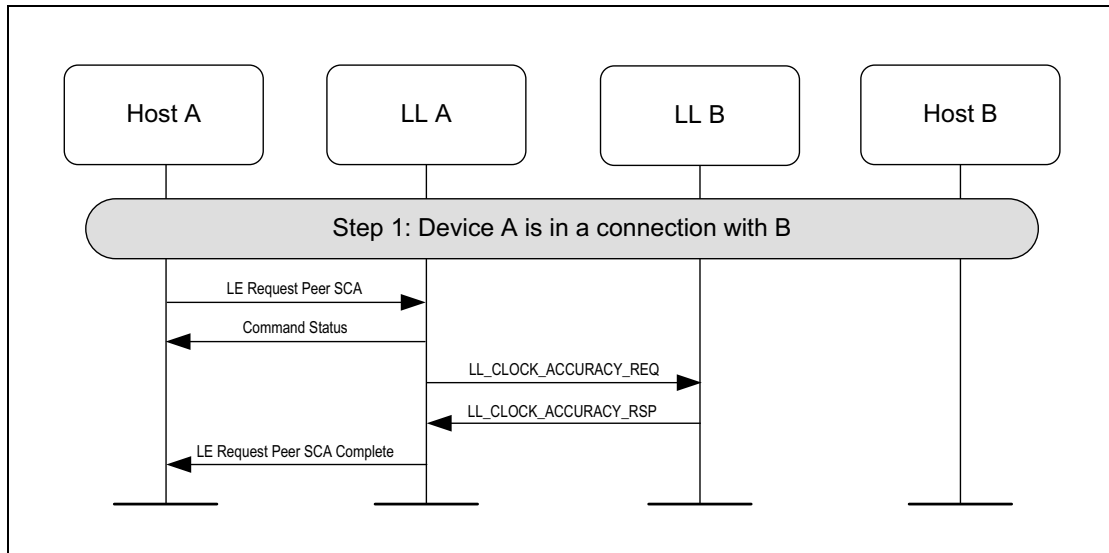 Host A
LL A
LL B
Host B
Step 1: Device A is in a connection with B
LE Request Peer SCA
Command Status
LL_CLOCK_ACCURACY_REQ
LL_CLOCK_ACCURACY_RSP
LE Request Peer SCA Complete